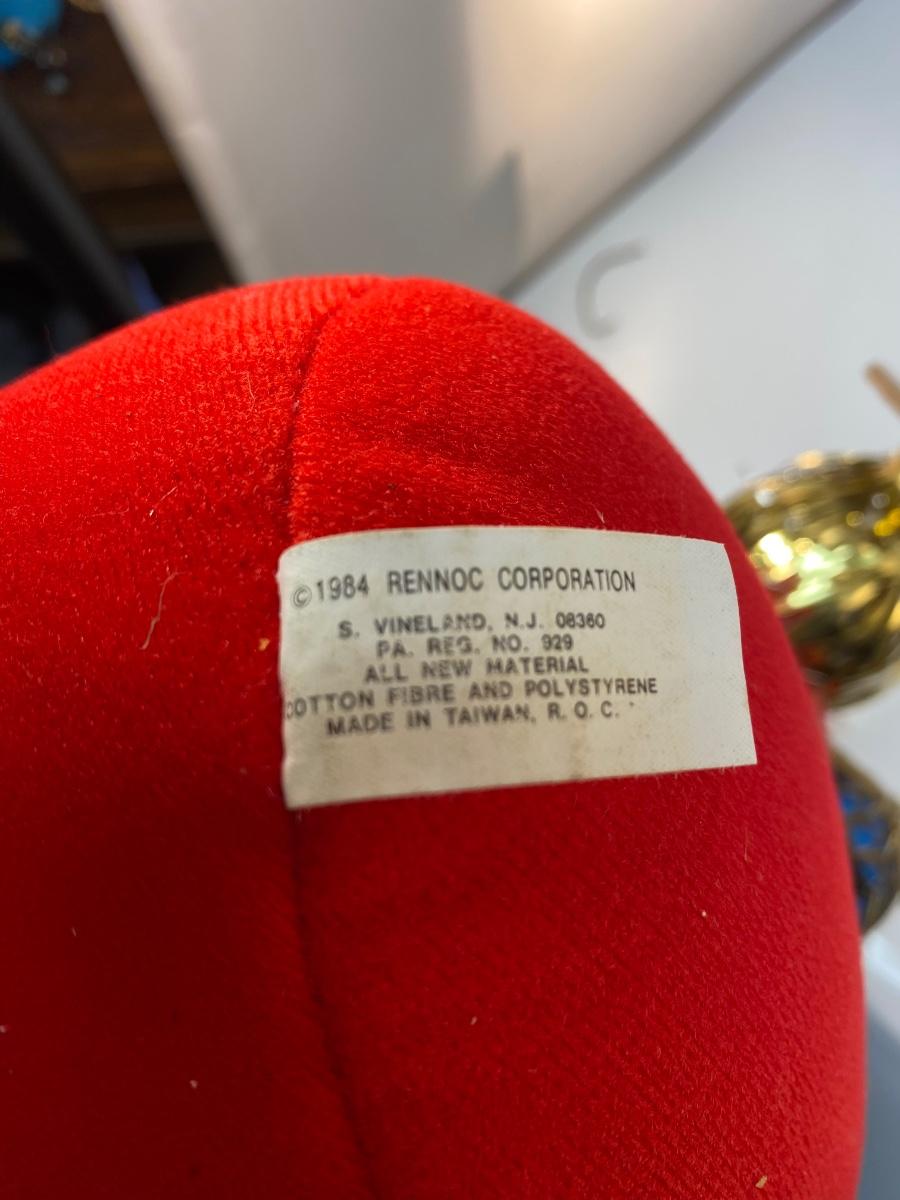 ©1984 RENNOC CORPORATION
S. VINELAND, N.J. 08360
PA. REG. NO. 929
ALL NEW MATERIAL
COTTON FIBRE AND POLYSTYRENE
MADE IN TAIWAN, R.O.C.